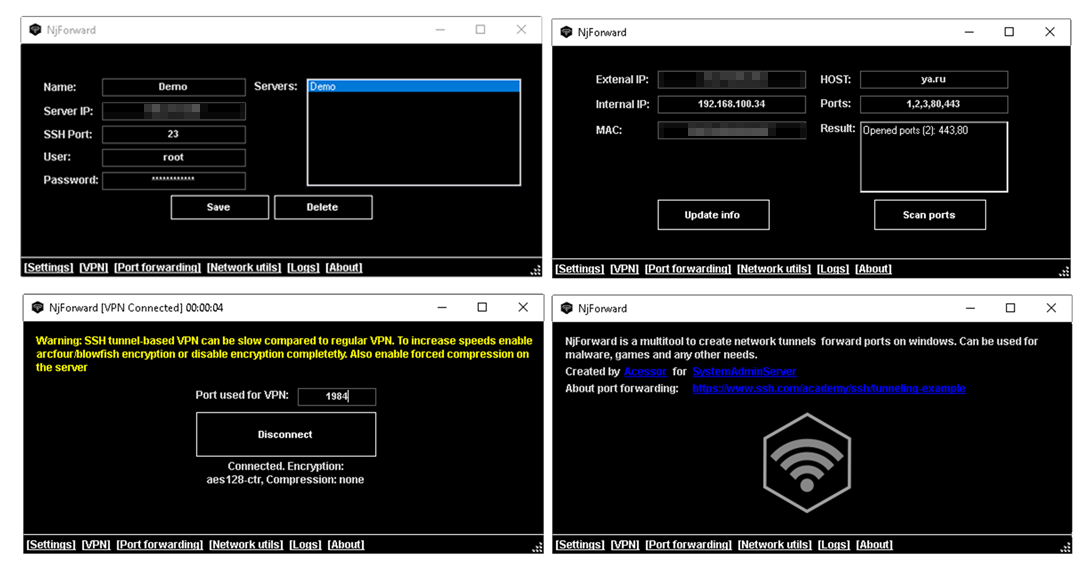 NjForward
Name: Demo
Servers: Demo
Server IP:
SSH Port: 23
User: root
Password: ************
Save Delete
[Settings] [VPN] [Port forwarding] [Network utils] [Logs] [About]
NjForward
Extenal IP:
HOST: ya.ru
Internal IP: 192.168.100.34
Ports: 1,2,3,80,443
MAC:
Result: Opened ports (2): 443,80
Update info Scan ports
[Settings] [VPN] [Port forwarding] [Network utils] [Logs] [About]
NjForward [VPN Connected] 00:00:04
Warning: SSH tunnel-based VPN can be slow compared to regular VPN. To increase speeds enable
arcfour/blowfish encryption or disable encryption completetly. Also enable forced compression on
the server
Port used for VPN: 1984
Disconnect
Connected. Encryption:
aes128-ctr, Compression: none
[Settings] [VPN] [Port forwarding] [Network utils] [Logs] [About]
NjForward
NjForward is a multitool to create network tunnels forward ports on windows. Can be used for
malware, games and any other needs.
Created by Acessor for SystemAdminServer
About port forwarding: https://www.ssh.com/academy/ssh/tunneling-example
[Settings] [VPN] [Port forwarding] [Network utils] [Logs] [About]